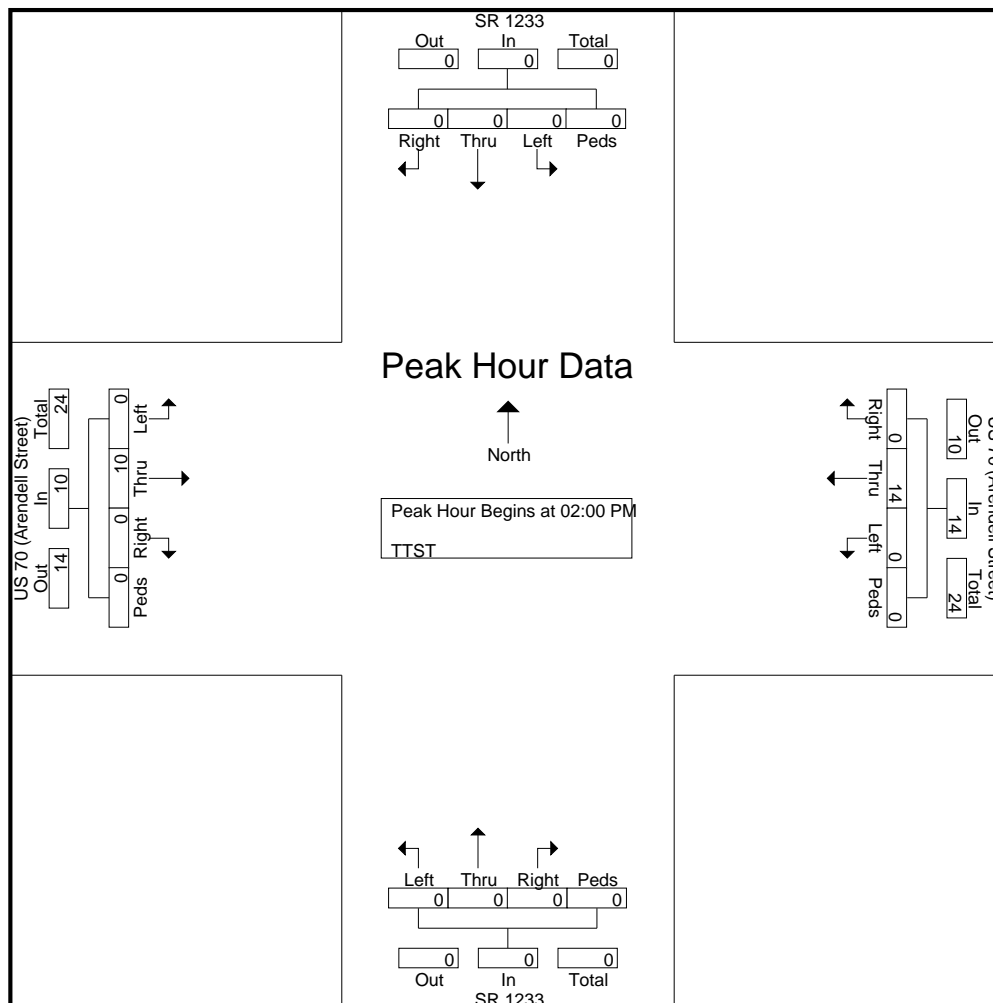 SR 1233
Out In Total
0 0 0
0 0 0 0
Right Thru Left Peds
Peak Hour Data
North
Peak Hour Begins at 02:00 PM
TTST
US 70 (Arendell Street)
Out In Total
14 10 24
Left Thru Right Peds
0 10 0 0
US 70 (Arendell Street)
Out In Total
10 14 24
Right Thru Left Peds
0 14 0 0
Left Thru Right Peds
0 0 0 0
0 0 0
Out In Total
SR 1233